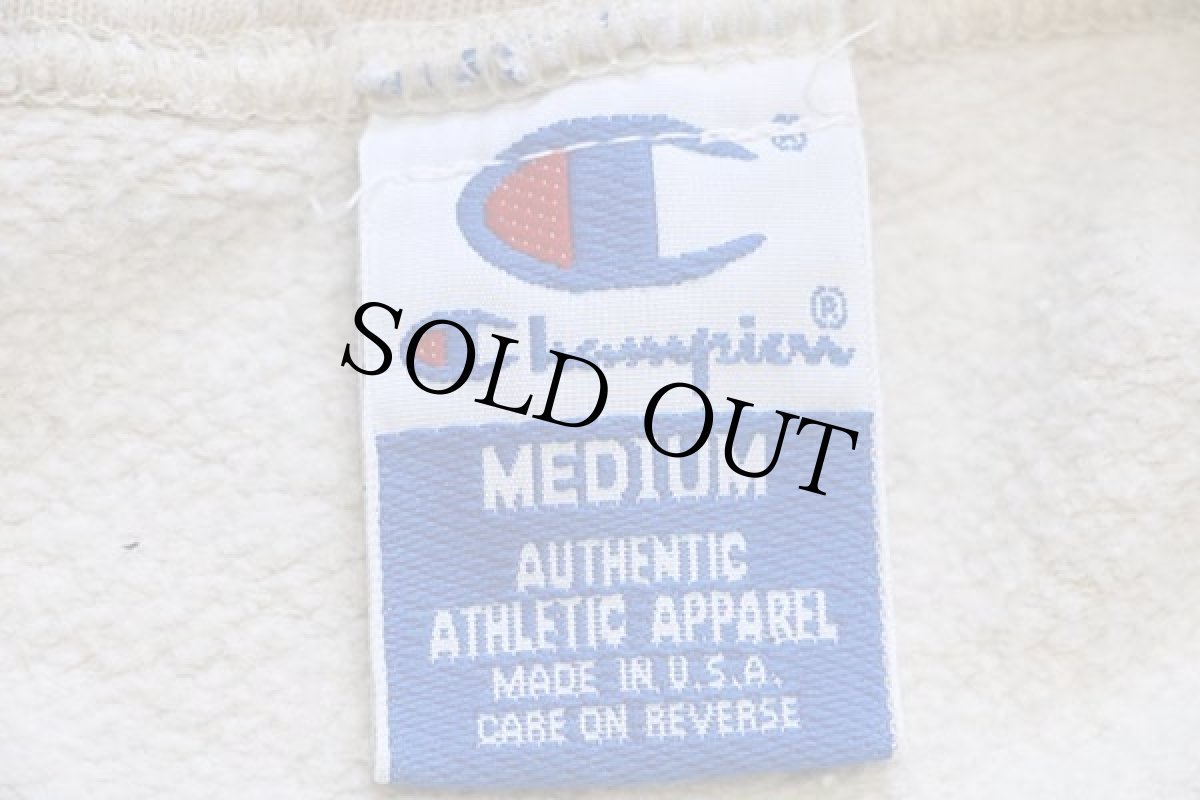 ®
Champion ®
SOLD OUT
MEDIUM
AUTHENTIC
ATHLETIC APPAREL
MADE IN U.S.A.
CARE ON REVERSE